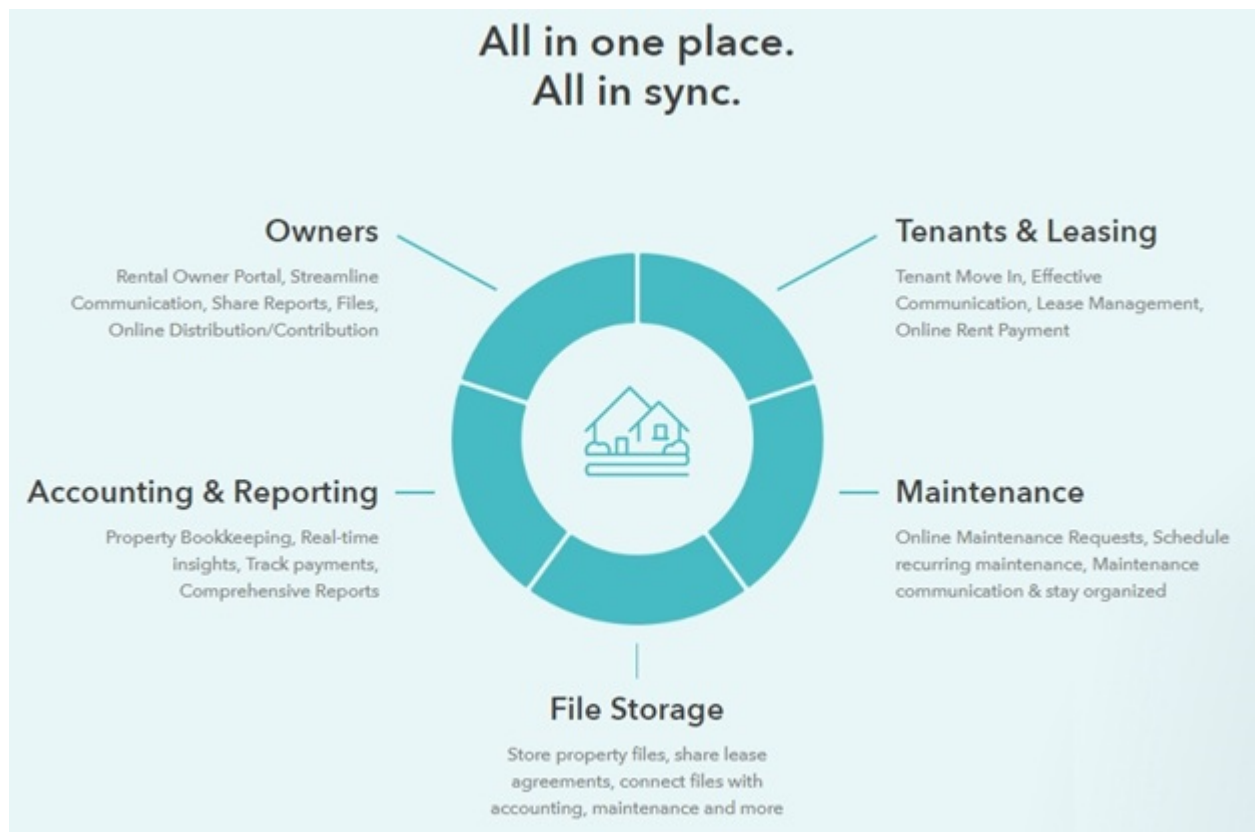 All in one place.
All in sync.
Owners
Rental Owner Portal, Streamline
Communication, Share Reports, Files,
Online Distribution/Contribution
Tenants & Leasing
Tenant Move In, Effective
Communication, Lease Management,
Online Rent Payment
Accounting & Reporting
Property Bookkeeping, Real-time
insights, Track payments,
Comprehensive Reports
Maintenance
Online Maintenance Requests, Schedule
recurring maintenance, Maintenance
communication & stay organized
File Storage
Store property files, share lease
agreements, connect files with
accounting, maintenance and more